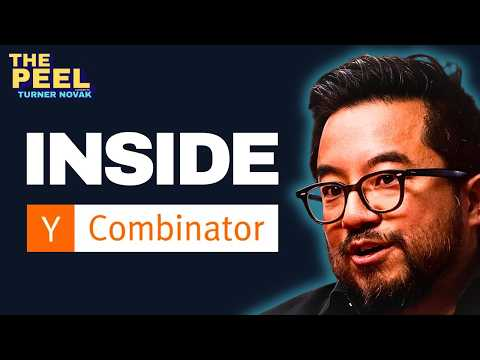 THE
PEEL
TURNER NOVAK
INSIDE
Y Combinator